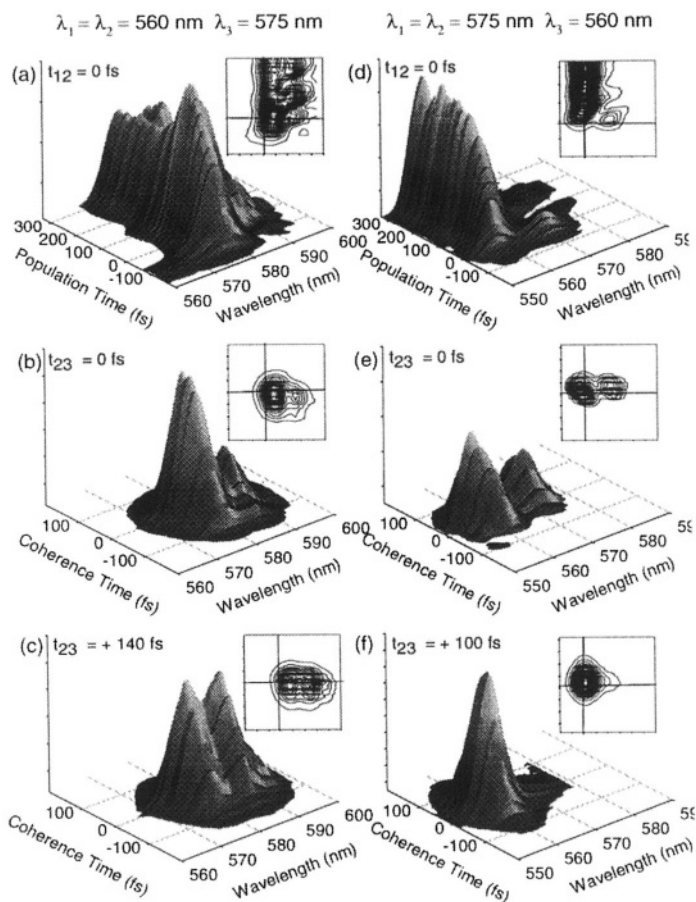 λ₁ = λ₂ = 560 nm λ₃ = 575 nm
λ₁ = λ₂ = 575 nm λ₃ = 560 nm
(a) t₁₂ = 0 fs
300 200 100 0 -100
Population Time (fs)
560 570 580 590 600
Wavelength (nm)
(d) t₁₂ = 0 fs
300 200 100 0 -100
Population Time (fs)
550 560 570 580 59
Wavelength (nm)
(b) t₂₃ = 0 fs
100 0 -100
Coherence Time (fs)
560 570 580 590 600
Wavelength (nm)
(e) t₂₃ = 0 fs
100 0 -100
Coherence Time (fs)
550 560 570 580 59
Wavelength (nm)
(c) t₂₃ = + 140 fs
100 0 -100
Coherence Time (fs)
560 570 580 590 600
Wavelength (nm)
(f) t₂₃ = + 100 fs
100 0 -100
Coherence Time (fs)
550 560 570 580 59
Wavelength (nm)